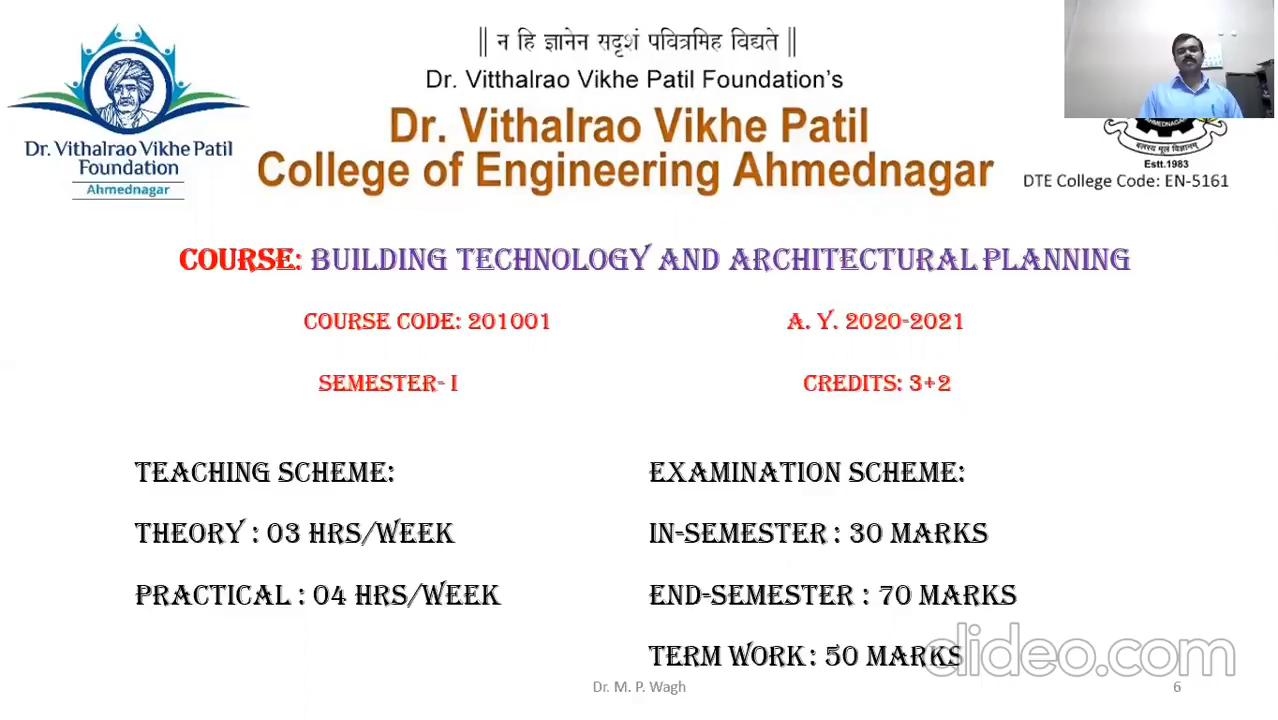 || न हि ज्ञानेन सदृशं पवित्रमिह विद्यते ||
Dr. Vitthalrao Vikhe Patil Foundation's
Dr. Vithalrao Vikhe Patil
College of Engineering Ahmednagar
Dr. Vithalrao Vikhe Patil
Foundation
Ahmednagar
AHMEDNAGAR
Estt.1983
DTE College Code: EN-5161
COURSE: BUILDING TECHNOLOGY AND ARCHITECTURAL PLANNING
COURSE CODE: 201001
A. Y. 2020-2021
SEMESTER- I
CREDITS: 3+2
TEACHING SCHEME:
EXAMINATION SCHEME:
THEORY : 03 HRS/WEEK
IN-SEMESTER : 30 MARKS
PRACTICAL : 04 HRS/WEEK
END-SEMESTER : 70 MARKS
TERM WORK : 50 MARKS
clideo.com
Dr. M. P. Wagh
6